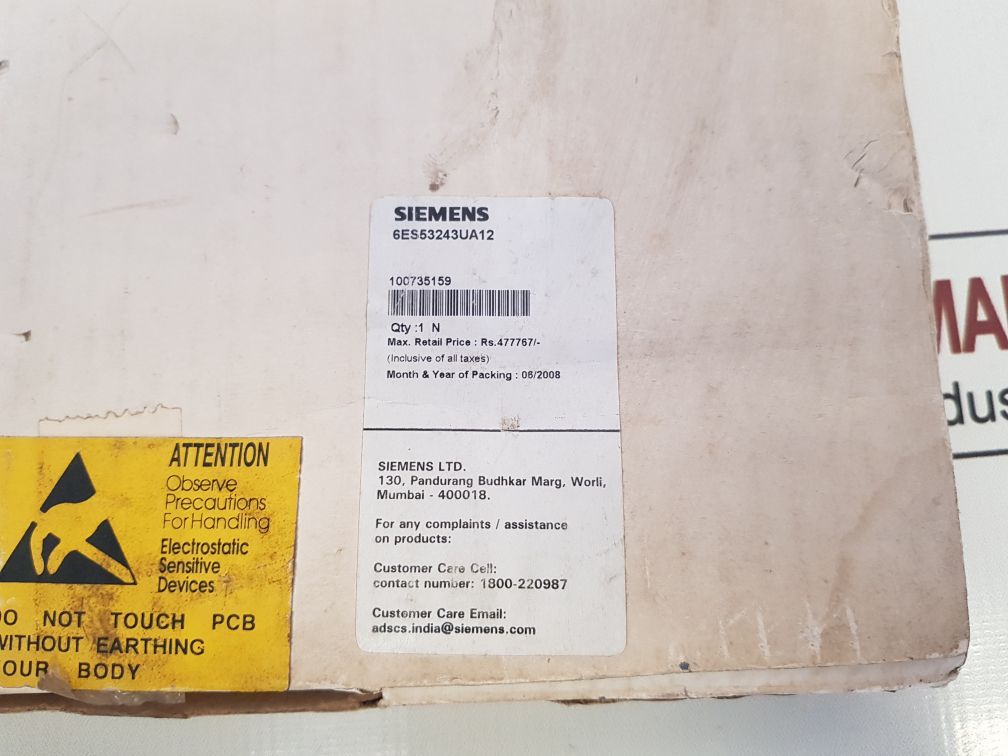 SIEMENS
6ES53243UA12
100735159
Qty :1 N
Max. Retail Price : Rs.477767/-
(Inclusive of all taxes)
Month & Year of Packing : 06/2008
SIEMENS LTD.
130, Pandurang Budhkar Marg, Worli,
Mumbai - 400018.
For any complaints / assistance
on products:
Customer Care Cell:
contact number: 1800-220987
Customer Care Email:
adscs.india@siemens.com
ATTENTION
Observe
Precautions
For Handling
Electrostatic
Sensitive
Devices
DO NOT TOUCH PCB
WITHOUT EARTHING
YOUR BODY